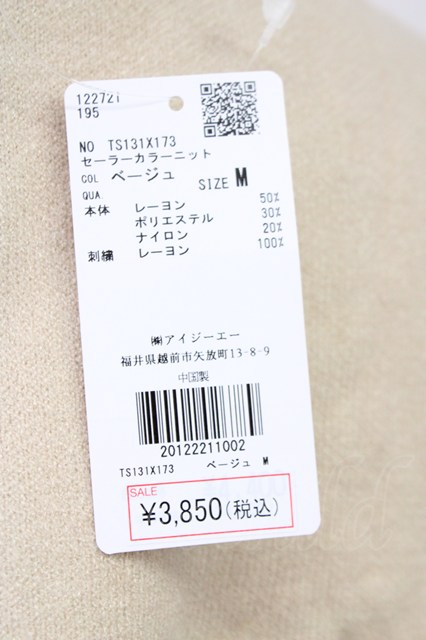 122721
195
NO TS131X173
セーラーカラーニット
COL ベージュ
SIZE M
QUA.
本体 レーヨン 50%
ポリエステル 30%
ナイロン 20%
刺繍 レーヨン 100%
㈱アイジーエー
福井県越前市矢放町13-8-9
中国製
20122211002
TS131X173 ベージュ M
SALE
¥3,850(税込)